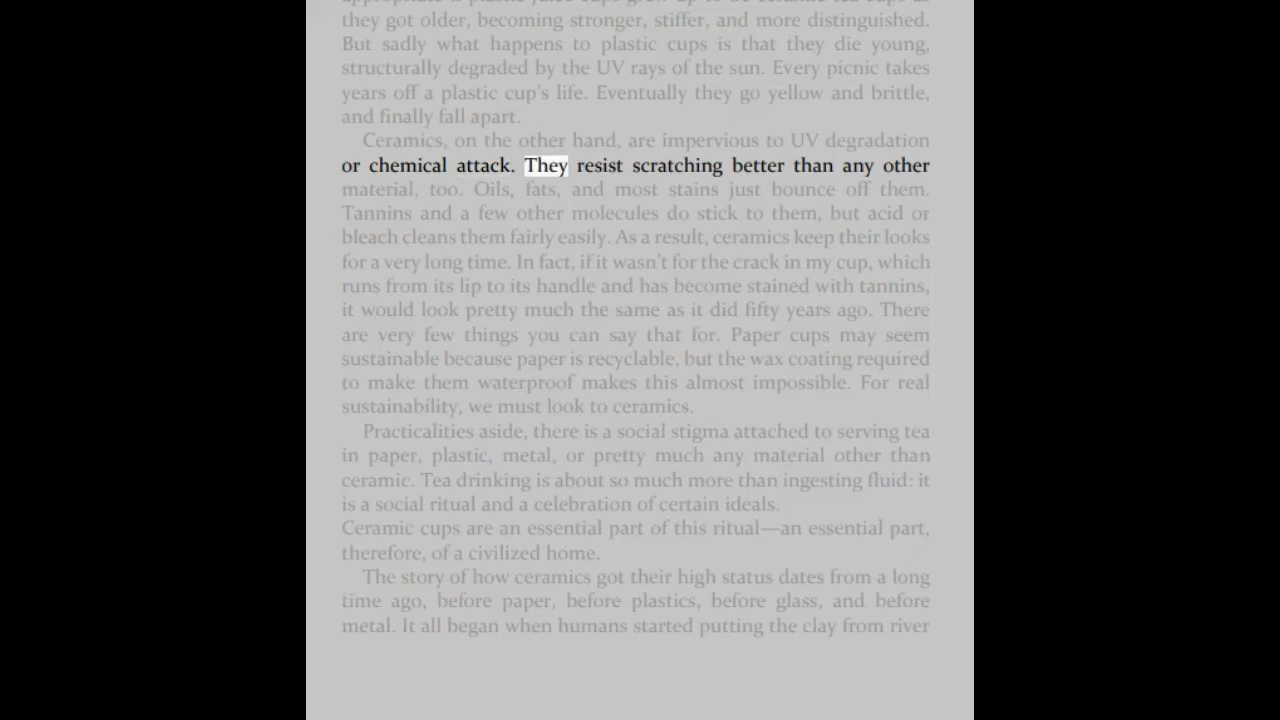 appropriate if plastic juice cups grew up to be ceramic tea cups as
they got older, becoming stronger, stiffer, and more distinguished.
But sadly what happens to plastic cups is that they die young,
structurally degraded by the UV rays of the sun. Every picnic takes
years off a plastic cup's life. Eventually they go yellow and brittle,
and finally fall apart.
Ceramics, on the other hand, are impervious to UV degradation
or chemical attack. They resist scratching better than any other
material, too. Oils, fats, and most stains just bounce off them.
Tannins and a few other molecules do stick to them, but acid or
bleach cleans them fairly easily. As a result, ceramics keep their looks
for a very long time. In fact, if it wasn't for the crack in my cup, which
runs from its lip to its handle and has become stained with tannins,
it would look pretty much the same as it did fifty years ago. There
are very few things you can say that for. Paper cups may seem
sustainable because paper is recyclable, but the wax coating required
to make them waterproof makes this almost impossible. For real
sustainability, we must look to ceramics.
Practicalities aside, there is a social stigma attached to serving tea
in paper, plastic, metal, or pretty much any material other than
ceramic. Tea drinking is about so much more than ingesting fluid: it
is a social ritual and a celebration of certain ideals.
Ceramic cups are an essential part of this ritual—an essential part,
therefore, of a civilized home.
The story of how ceramics got their high status dates from a long
time ago, before paper, before plastics, before glass, and before
metal. It all began when humans started putting the clay from river